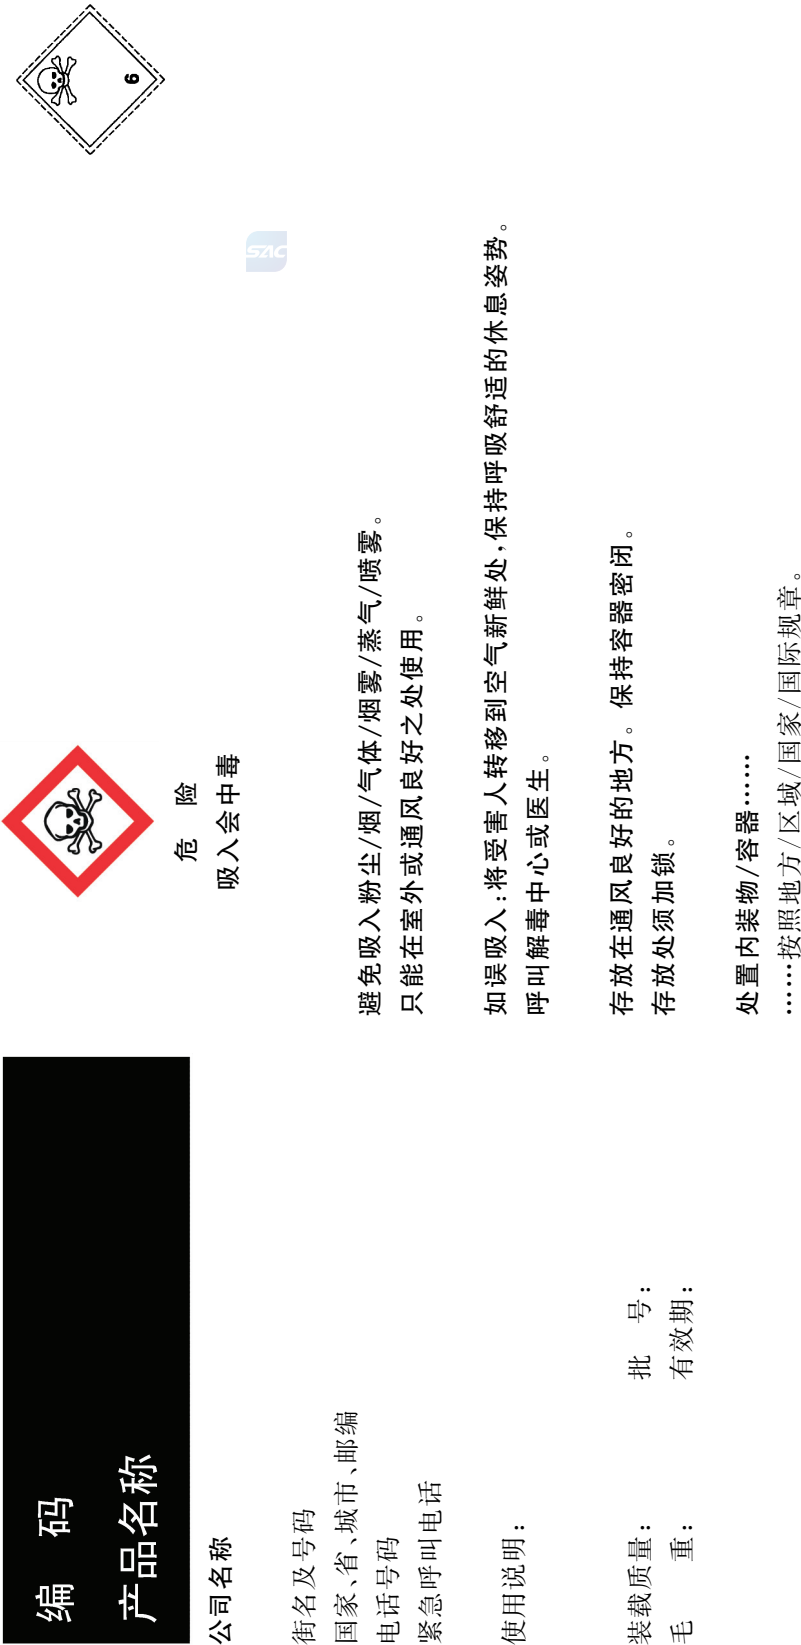 编 码
产品名称
公司名称
街名及号码
国家、省、城市、邮编
电话号码
紧急呼叫电话
使用说明：
装载质量： 批 号：
毛 重： 有效期：
危 险
吸入会中毒
避免吸入粉尘/烟/气体/烟雾/蒸气/喷雾。
只能在室外或通风良好之处使用。
如误吸入：将受害人转移到空气新鲜处，保持呼吸舒适的休息姿势。
呼叫解毒中心或医生。
存放在通风良好的地方。保持容器密闭。
存放处须加锁。
处置内装物/容器……
……按照地方/区域/国家/国际规章。
6
SAC